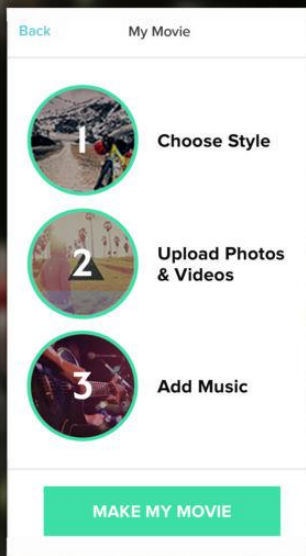 Back
My Movie
1
Choose Style
2
Upload Photos
& Videos
3
Add Music
MAKE MY MOVIE